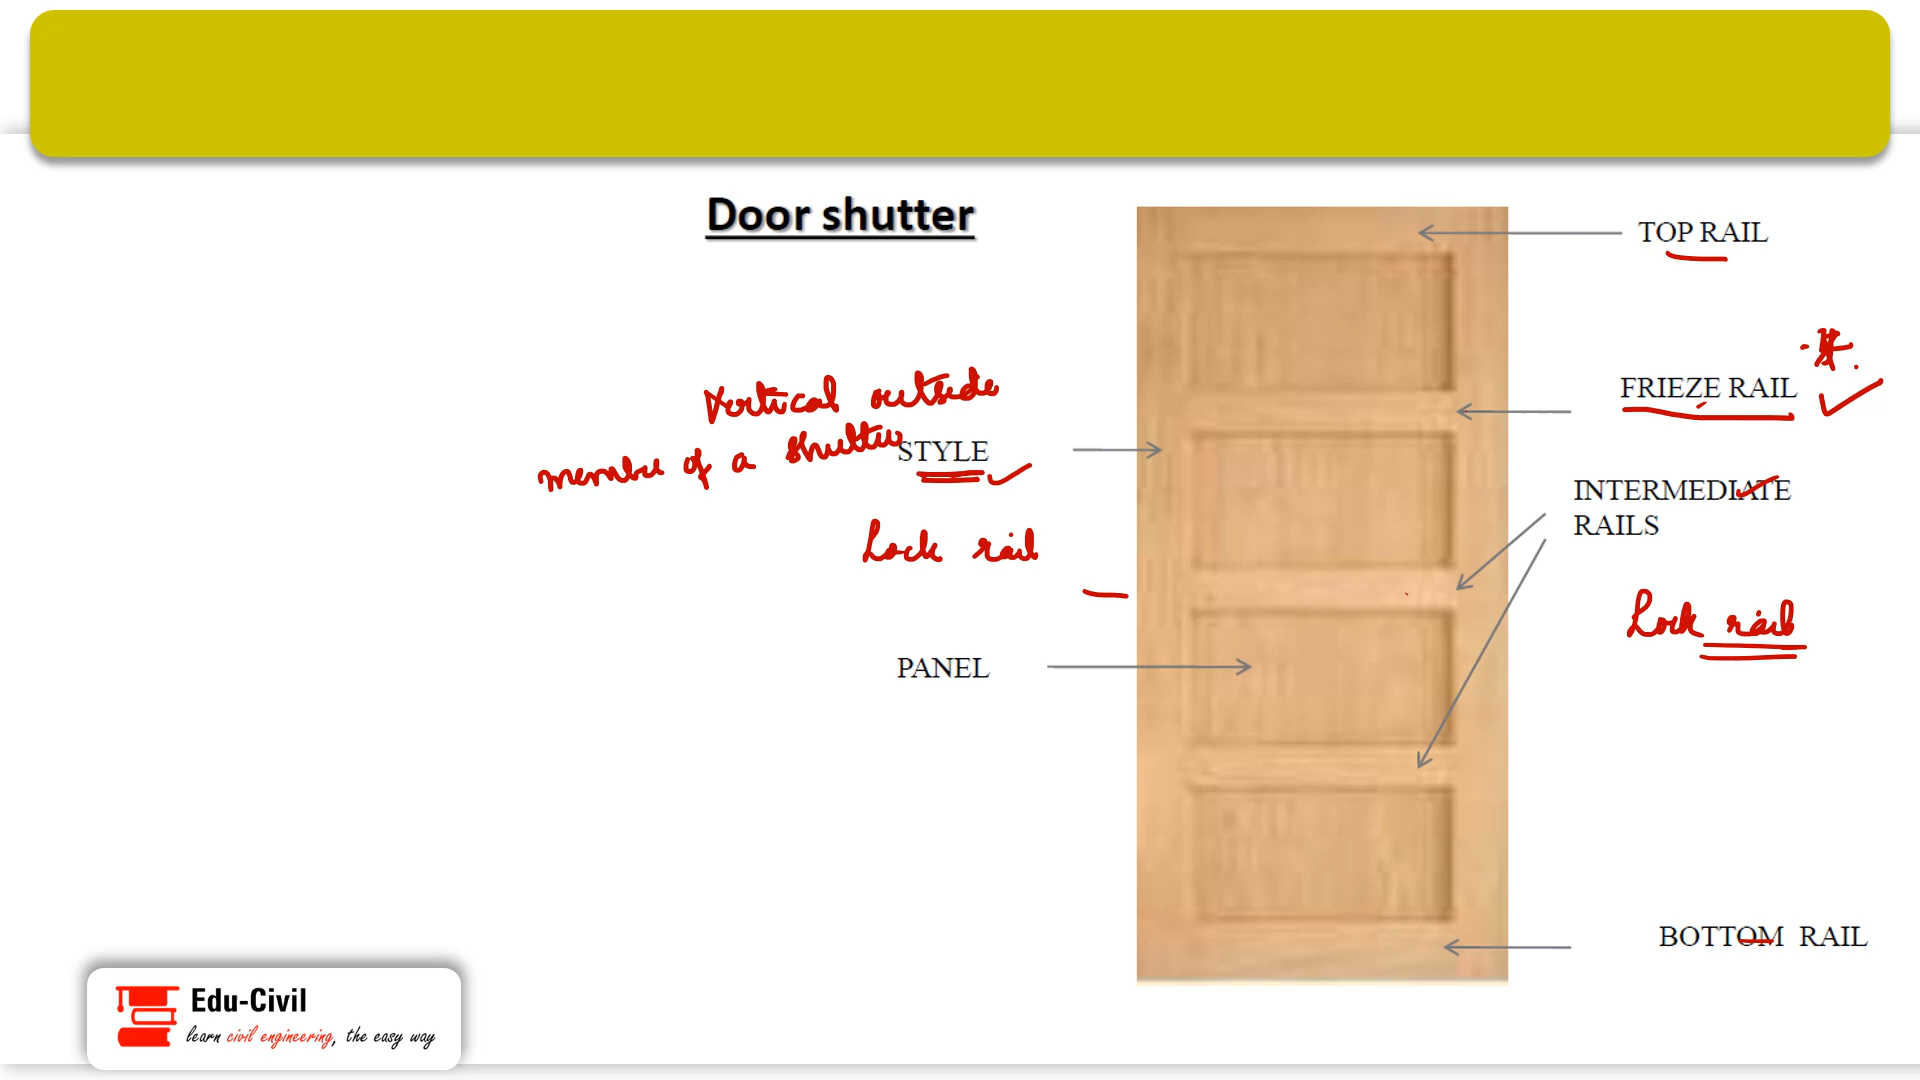 Door shutter
TOP RAIL
FRIEZE RAIL
Vertical outside
member of a shutter
STYLE
INTERMEDIATE
RAILS
Lock rail
Lock rail
PANEL
BOTTOM RAIL
Edu-Civil
learn civil engineering, the easy way